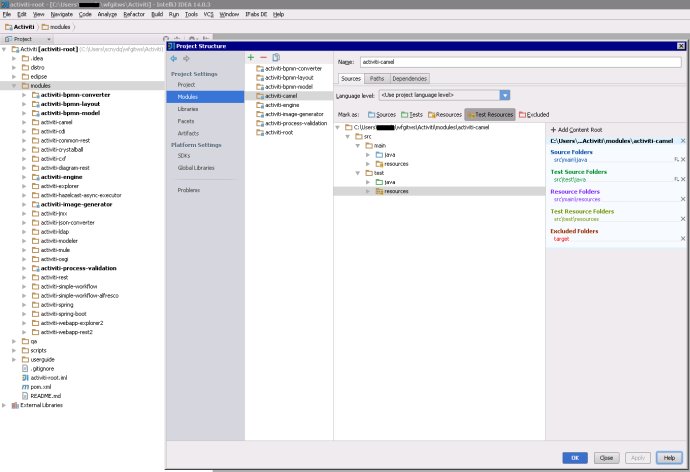 activiti-root - [C:\Users\ \wfgitws\Activiti] - IntelliJ IDEA 14.0.3
File Edit View Navigate Code Analyze Refactor Build Run Tools VCS Window IFabs DE Help
Activiti modules
Project
Activiti [activiti-root] (C:\Users\ \wfgitws\Activiti)
.idea
distro
eclipse
modules
activiti-bpmn-converter
activiti-bpmn-layout
activiti-bpmn-model
activiti-camel
activiti-cdi
activiti-common-rest
activiti-crystalball
activiti-cxf
activiti-diagram-rest
activiti-engine
activiti-explorer
activiti-hazelcast-async-executor
activiti-image-generator
activiti-jmx
activiti-json-converter
activiti-ldap
activiti-modeler
activiti-mule
activiti-osgi
activiti-process-validation
activiti-rest
activiti-simple-workflow
activiti-simple-workflow-alfresco
activiti-spring
activiti-spring-boot
activiti-webapp-explorer2
activiti-webapp-rest2
qa
scripts
userguide
.gitignore
activiti-root.iml
pom.xml
README.md
External Libraries
Project Structure
Project Settings
Project
Modules
Libraries
Facets
Artifacts
Platform Settings
SDKs
Global Libraries
Problems
activiti-bpmn-converter
activiti-bpmn-layout
activiti-bpmn-model
activiti-camel
activiti-engine
activiti-image-generator
activiti-process-validation
activiti-root
Name: activiti-camel
Sources Paths Dependencies
Language level: <Use project language level>
Mark as: Sources Tests Resources Test Resources Excluded
C:\Users\ \wfgitws\Activiti\modules\activiti-camel
src
main
java
resources
test
java
resources
+ Add Content Root
C:\Users\...Activiti\modules\activiti-camel
Source Folders
src\main\java
Test Source Folders
src\test\java
Resource Folders
src\main\resources
Test Resource Folders
src\test\resources
Excluded Folders
target
OK Close Apply Help